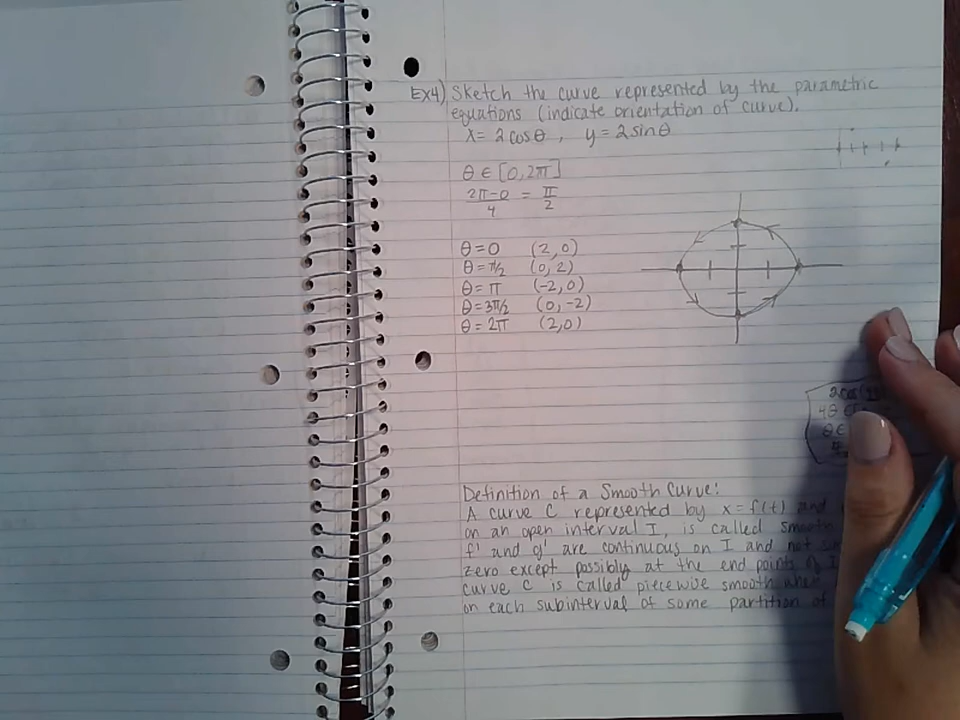 Ex4) Sketch the curve represented by the parametric
equations (indicate orientation of curve).
x = 2cosθ , y = 2sinθ
θ ∈ [0, 2π]
2π-0/4 = π/2
θ = 0 (2, 0)
θ = π/2 (0, 2)
θ = π (-2, 0)
θ = 3π/2 (0, -2)
θ = 2π (2, 0)
2cos(
4θ ∈
θ ∈
Definition of a Smooth Curve:
A curve C represented by x = f(t) and
on an open interval I, is called smooth
f' and g' are continuous on I and not
zero except possibly at the end points of I
curve C is called piecewise smooth
on each subinterval of some partition of